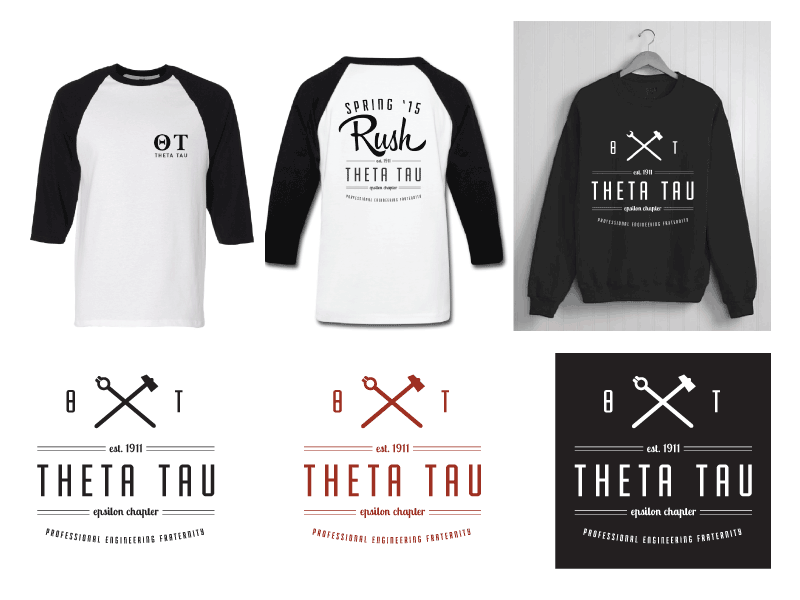 ΘΤ
THETA TAU
SPRING '15
Rush
est. 1911
THETA TAU
epsilon chapter
PROFESSIONAL ENGINEERING FRATERNITY
θ T
est. 1911
THETA TAU
epsilon chapter
PROFESSIONAL ENGINEERING FRATERNITY
θ T
est. 1911
THETA TAU
epsilon chapter
PROFESSIONAL ENGINEERING FRATERNITY
θ T
est. 1911
THETA TAU
epsilon chapter
PROFESSIONAL ENGINEERING FRATERNITY
θ T
est. 1911
THETA TAU
epsilon chapter
PROFESSIONAL ENGINEERING FRATERNITY